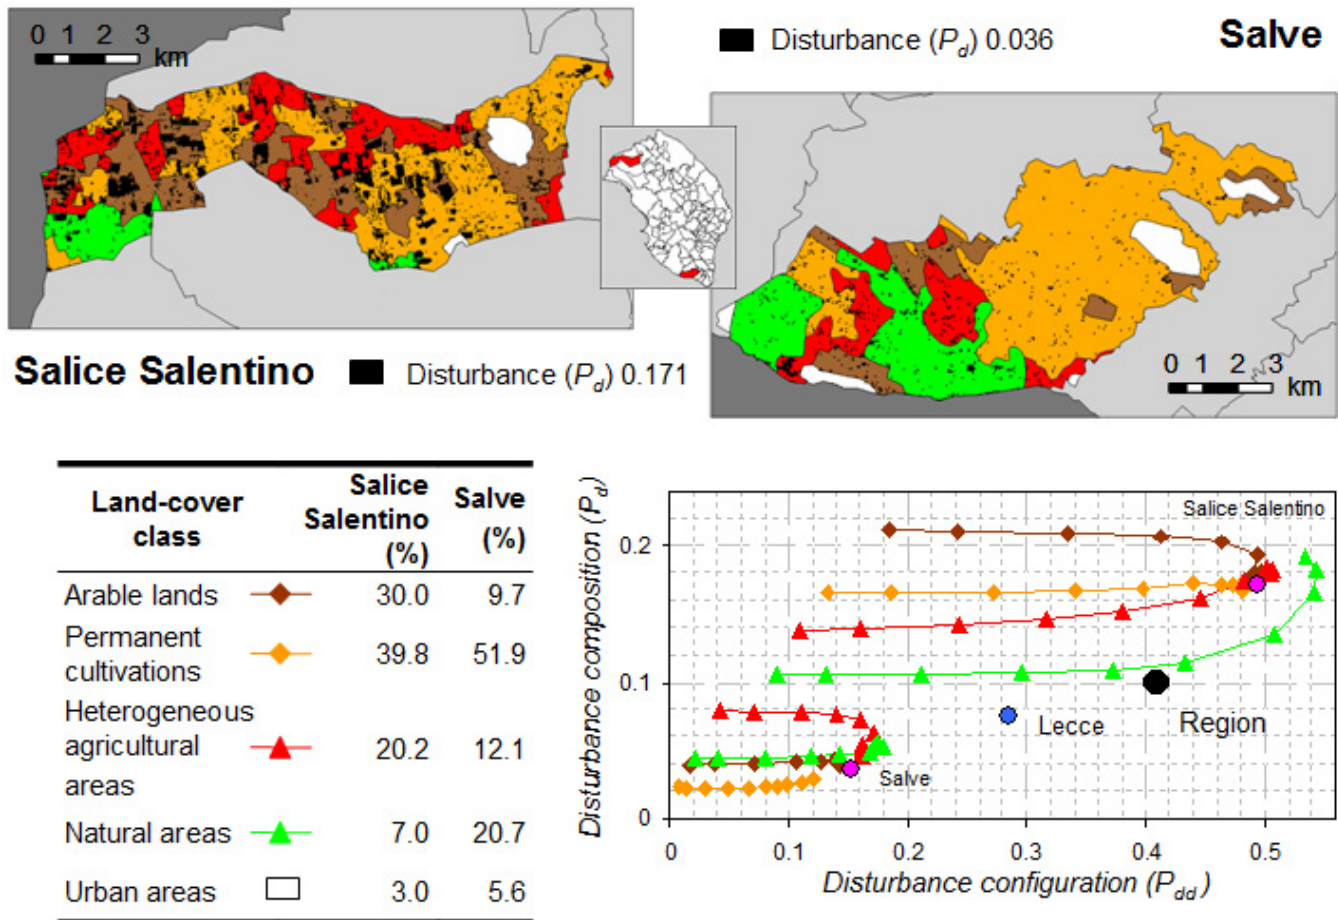 0 1 2 3
km
Disturbance (Pd) 0.036
Salve
Salice Salentino
Disturbance (Pd) 0.171
0 1 2 3
km
Land-cover class
Salice Salentino (%)
Salve (%)
Arable lands 30.0 9.7
Permanent cultivations 39.8 51.9
Heterogeneous agricultural areas 20.2 12.1
Natural areas 7.0 20.7
Urban areas 3.0 5.6
Disturbance composition (Pd)
0.2
0.1
0
Salice Salentino
Region
Lecce
Salve
0 0.1 0.2 0.3 0.4 0.5
Disturbance configuration (Pdd)